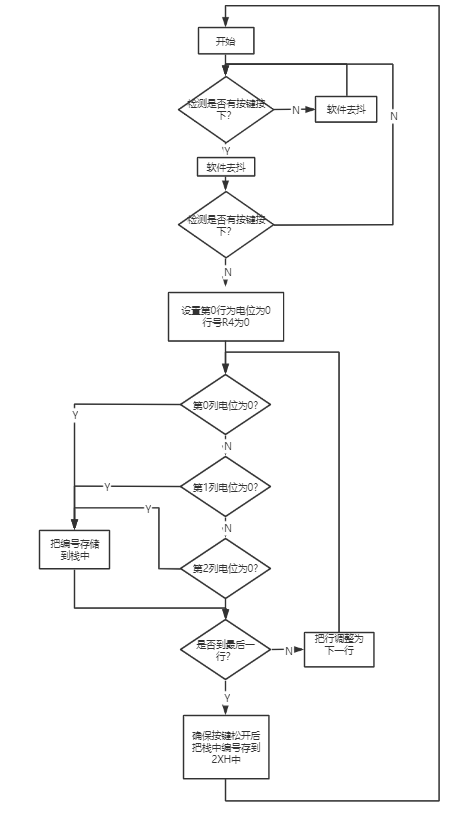 开始
检测是否有按键按
下?
N
软件去抖
N
Y
软件去抖
检测是否有按键按
下?
N
设置第0行为电位为0
行号R4为0
第0列电位为0?
Y
N
第1列电位为0?
Y
N
Y
把编号存储
到栈中
第2列电位为0?
是否到最后一
行?
N
把行调整为
下一行
Y
确保按键松开后
把栈中编号存到
2XH中